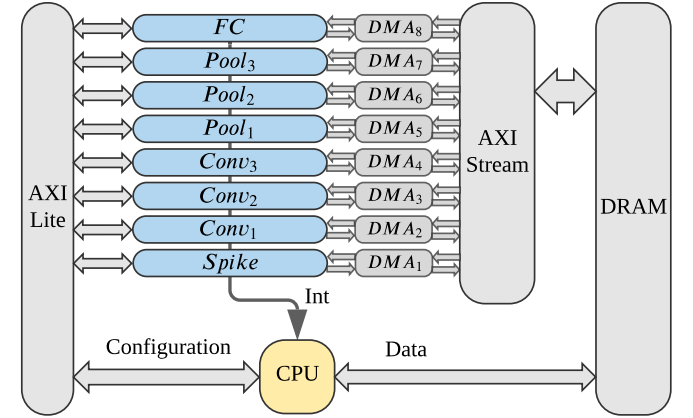 FC
DMA8
Pool3
DMA7
Pool2
DMA6
Pool1
DMA5
Conv3
DMA4
Conv2
DMA3
Conv1
DMA2
Spike
DMA1
AXI
Lite
AXI
Stream
DRAM
Int
Configuration
CPU
Data